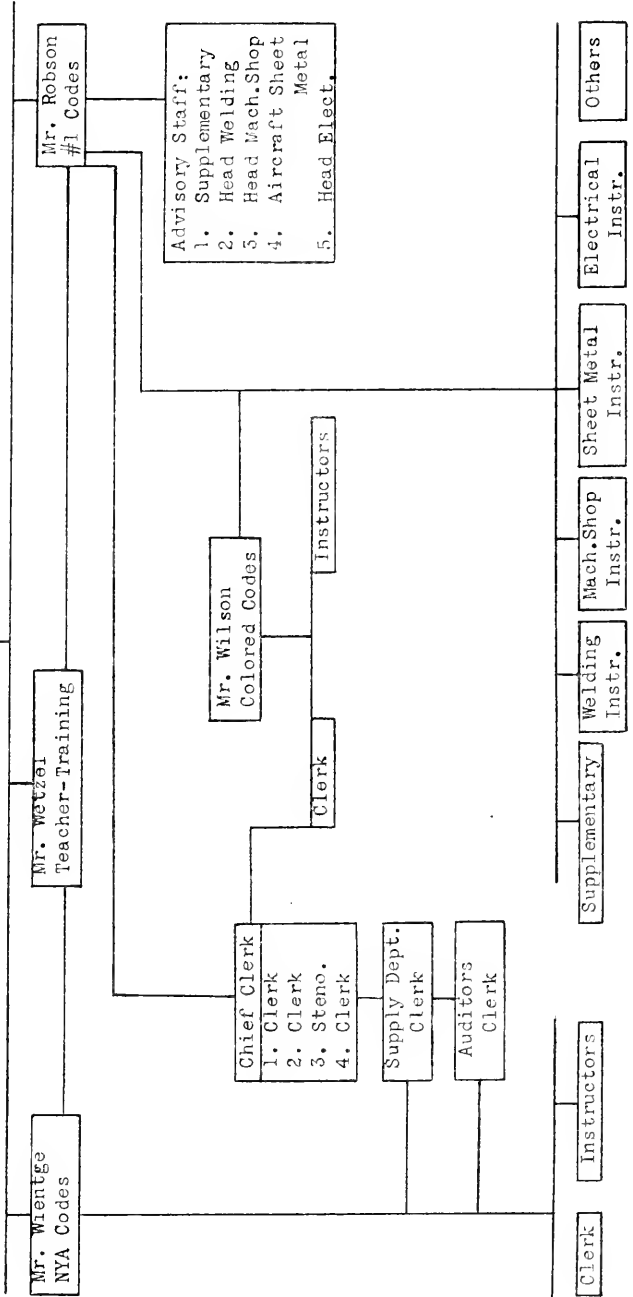 Mr. Wientge
NYA Codes
Mr. Wetzel
Teacher-Training
Mr. Robson
#1 Codes
Advisory Staff:
1. Supplementary
2. Head Welding
3. Head Mach.Shop
4. Aircraft Sheet
Metal
5. Head Elect.
Mr. Wilson
Colored Codes
Clerk
Instructors
Chief Clerk
1. Clerk
2. Clerk
3. Steno.
4. Clerk
Supply Dept.
Clerk
Auditors
Clerk
Clerk
Instructors
Supplementary
Welding
Instr.
Mach.Shop
Instr.
Sheet Metal
Instr.
Electrical
Instr.
Others